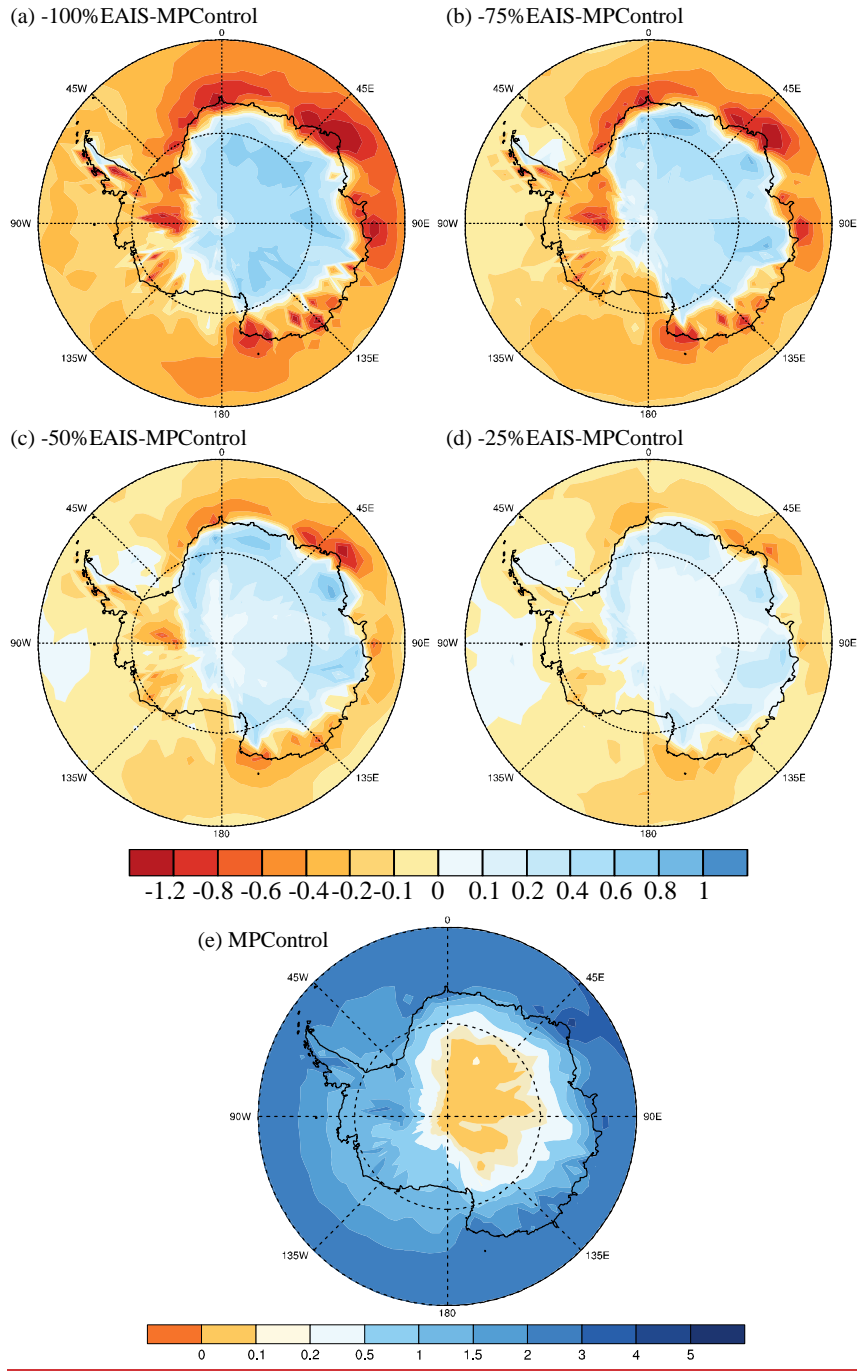 (a) -100%EAIS-MPControl
(b) -75%EAIS-MPControl
0
0
45W
45E
45W
45E
90W
90E
90W
90E
135W
135E
135W
135E
180
180
(c) -50%EAIS-MPControl
(d) -25%EAIS-MPControl
0
0
45W
45E
45W
45E
90W
90E
90W
90E
135W
135E
135W
135E
180
180
-1.2 -0.8 -0.6 -0.4 -0.2 -0.1 0 0.1 0.2 0.4 0.6 0.8 1
(e) MPControl
0
45W
45E
90W
90E
135W
135E
180
0 0.1 0.2 0.5 1 1.5 2 3 4 5